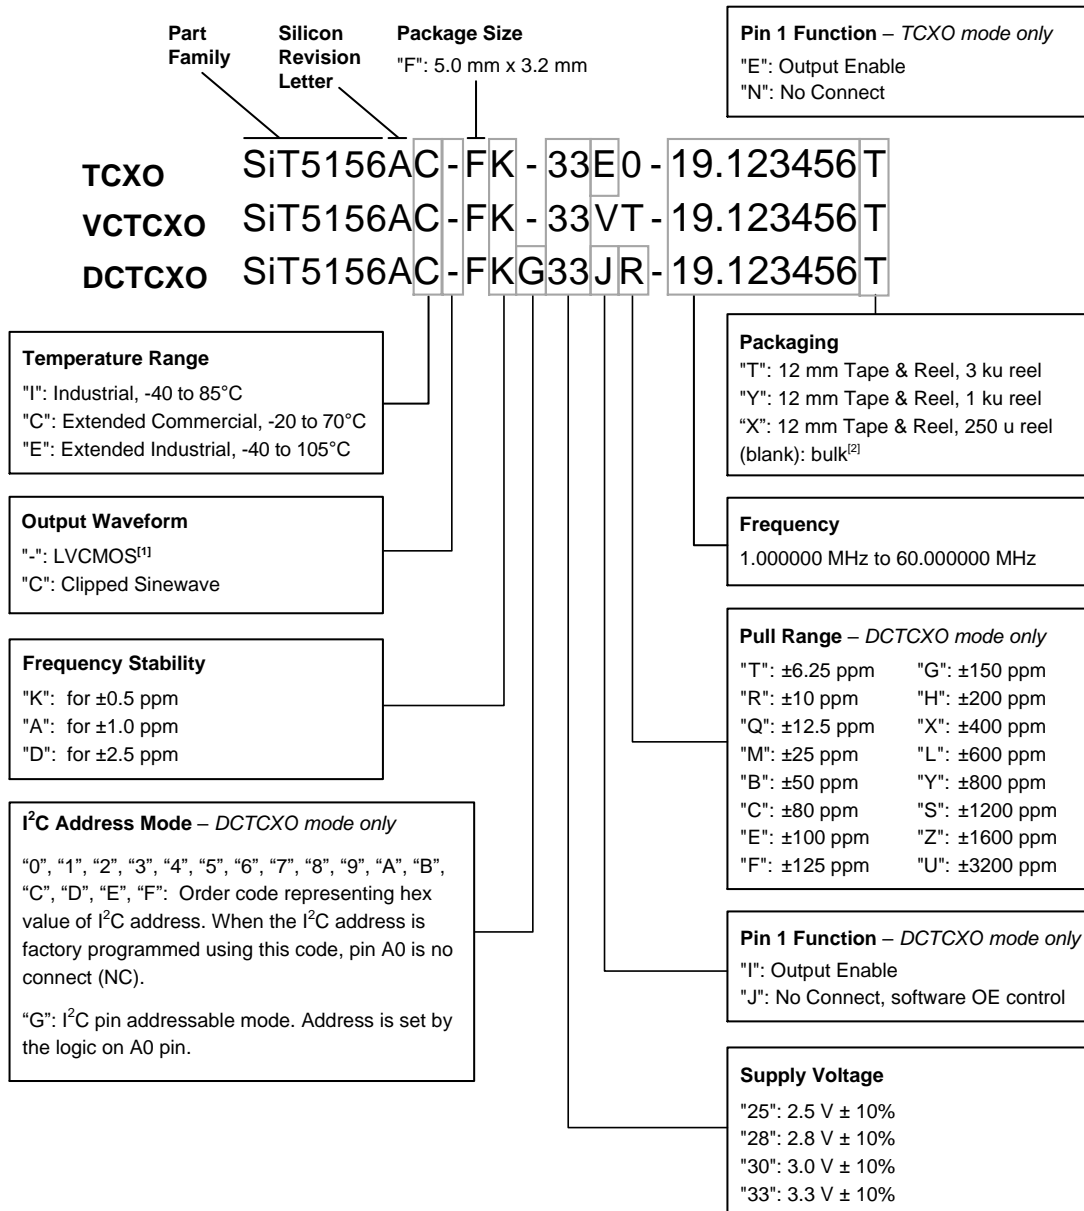 Part Family
Silicon Revision Letter
Package Size
"F": 5.0 mm x 3.2 mm
Pin 1 Function – TCXO mode only
"E": Output Enable
"N": No Connect
TCXO SiT5156AC-FK-33E0-19.123456T
VCTCXO SiT5156AC-FK-33VT-19.123456T
DCTCXO SiT5156AC-FKG33JR-19.123456T
Temperature Range
"I": Industrial, -40 to 85°C
"C": Extended Commercial, -20 to 70°C
"E": Extended Industrial, -40 to 105°C
Output Waveform
"-": LVCMOS[1]
"C": Clipped Sinewave
Frequency Stability
"K": for ±0.5 ppm
"A": for ±1.0 ppm
"D": for ±2.5 ppm
I2C Address Mode – DCTCXO mode only
“0”, “1”, “2”, “3”, “4”, “5”, “6”, “7”, “8”, “9”, “A”, “B”,
“C”, “D”, “E”, “F”: Order code representing hex
value of I2C address. When the I2C address is
factory programmed using this code, pin A0 is no
connect (NC).
“G”: I2C pin addressable mode. Address is set by
the logic on A0 pin.
Packaging
"T": 12 mm Tape & Reel, 3 ku reel
"Y": 12 mm Tape & Reel, 1 ku reel
“X”: 12 mm Tape & Reel, 250 u reel
(blank): bulk[2]
Frequency
1.000000 MHz to 60.000000 MHz
Pull Range – DCTCXO mode only
"T": ±6.25 ppm "G": ±150 ppm
"R": ±10 ppm "H": ±200 ppm
"Q": ±12.5 ppm "X": ±400 ppm
"M": ±25 ppm "L": ±600 ppm
"B": ±50 ppm "Y": ±800 ppm
"C": ±80 ppm "S": ±1200 ppm
"E": ±100 ppm "Z": ±1600 ppm
"F": ±125 ppm "U": ±3200 ppm
Pin 1 Function – DCTCXO mode only
"I": Output Enable
"J": No Connect, software OE control
Supply Voltage
"25": 2.5 V ± 10%
"28": 2.8 V ± 10%
"30": 3.0 V ± 10%
"33": 3.3 V ± 10%